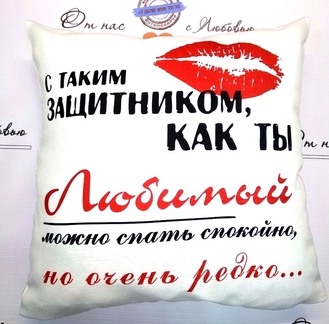 От нас
с Любовью
С ТАКИМ
ЗАЩИТНИКОМ,
КАК ТЫ
Любимый
можно спать спокойно,
но очень редко...